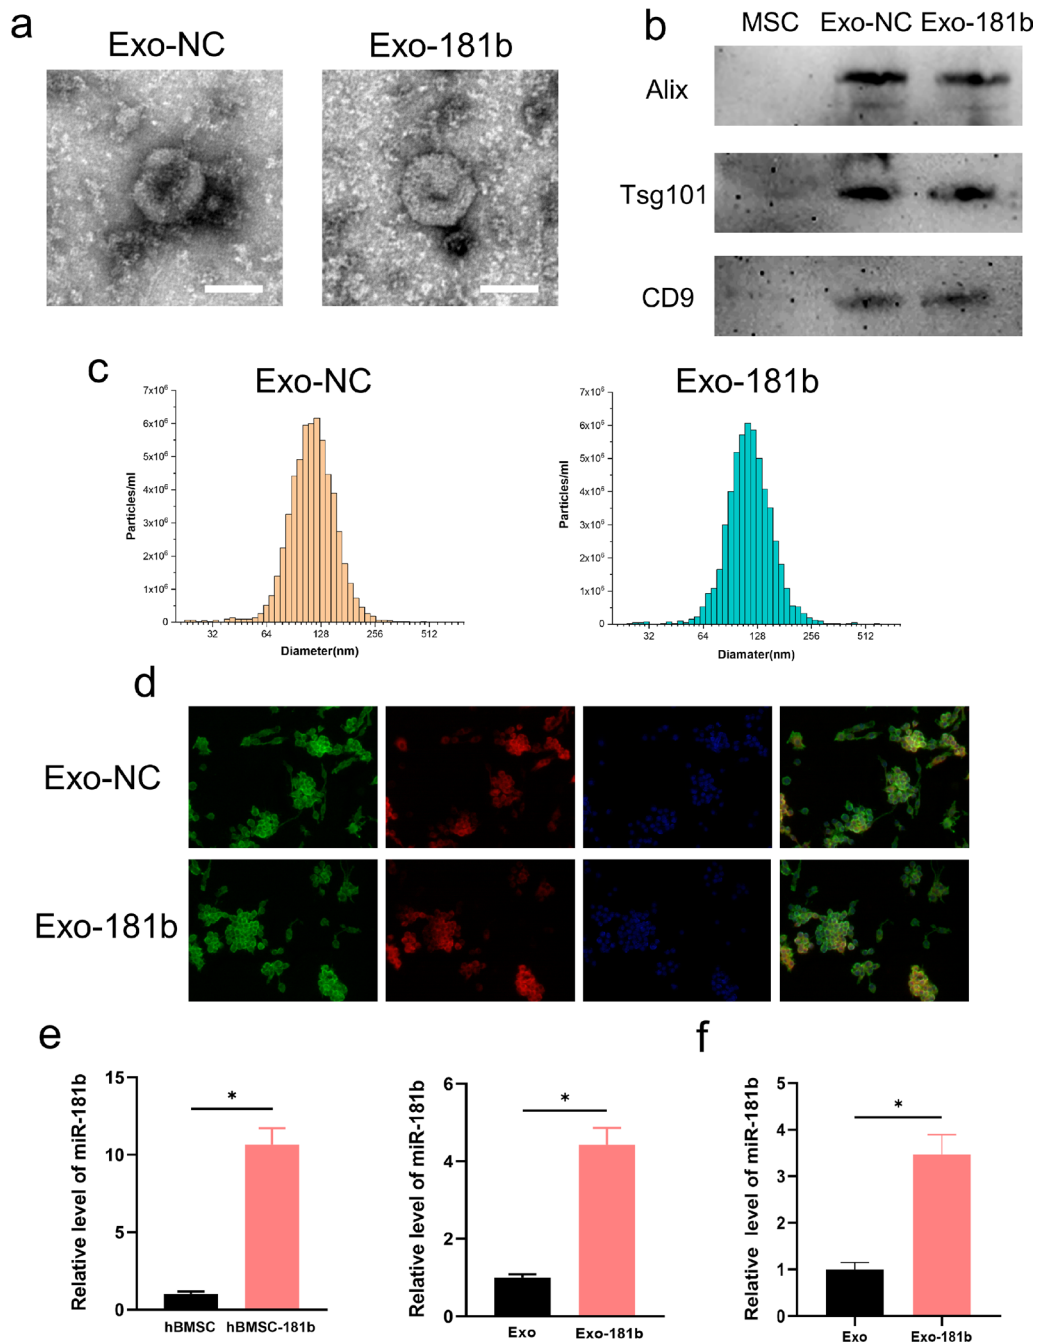 a
Exo-NC
Exo-181b
b
MSC Exo-NC Exo-181b
Alix
Tsg101
CD9
c
Exo-NC
7x10⁶
6x10⁶
5x10⁶
4x10⁶
3x10⁶
2x10⁶
1x10⁶
0
Particles/ml
32 64 128 256 512
Diameter(nm)
Exo-181b
7x10⁶
6x10⁶
5x10⁶
4x10⁶
3x10⁶
2x10⁶
1x10⁶
0
Particles/ml
32 64 128 256 512
Diamater(nm)
d
Exo-NC
Exo-181b
e
Relative level of miR-181b
15
10
5
0
*
hBMSC hBMSC-181b
Relative level of miR-181b
6
4
2
0
*
Exo Exo-181b
f
Relative level of miR-181b
5
4
3
2
1
0
*
Exo Exo-181b